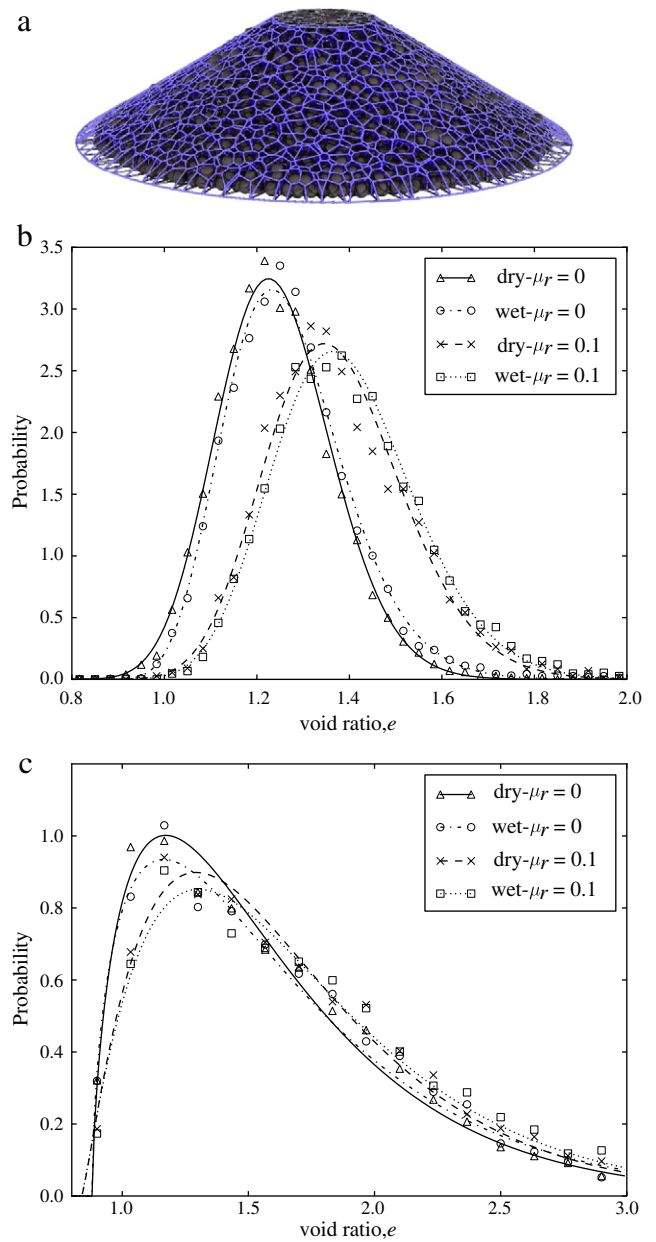 a
b
3.5
3.0
2.5
2.0
1.5
1.0
0.5
0.0
Probability
0.8 1.0 1.2 1.4 1.6 1.8 2.0
void ratio,e
dry-μr = 0
wet-μr = 0
dry-μr = 0.1
wet-μr = 0.1
c
1.0
0.8
0.6
0.4
0.2
0.0
Probability
1.0 1.5 2.0 2.5 3.0
void ratio,e
dry-μr = 0
wet-μr = 0
dry-μr = 0.1
wet-μr = 0.1